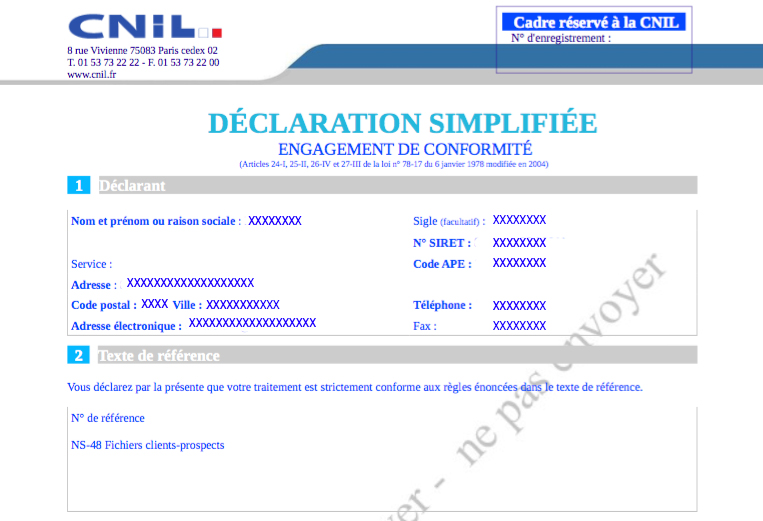 CNIL
8 rue Vivienne 75083 Paris cedex 02
T. 01 53 73 22 22 - F. 01 53 73 22 00
www.cnil.fr
Cadre réservé à la CNIL
N° d'enregistrement :
DÉCLARATION SIMPLIFIÉE
ENGAGEMENT DE CONFORMITÉ
(Articles 24-I, 25-II, 26-IV et 27-III de la loi n° 78-17 du 6 janvier 1978 modifiée en 2004)
1 Déclarant
Nom et prénom ou raison sociale : XXXXXXXX
Sigle (facultatif) : XXXXXXXX
N° SIRET : XXXXXXXX
Service :
Code APE : XXXXXXXX
Adresse : XXXXXXXXXXXXXXXXXXX
Code postal : XXXX Ville : XXXXXXXXXXX
Téléphone : XXXXXXXX
Adresse électronique : XXXXXXXXXXXXXXXXXXX
Fax : XXXXXXXX
2 Texte de référence
Vous déclarez par la présente que votre traitement est strictement conforme aux règles énoncées dans le texte de référence.
N° de référence
NS-48 Fichiers clients-prospects
yer - ne pas envoyer